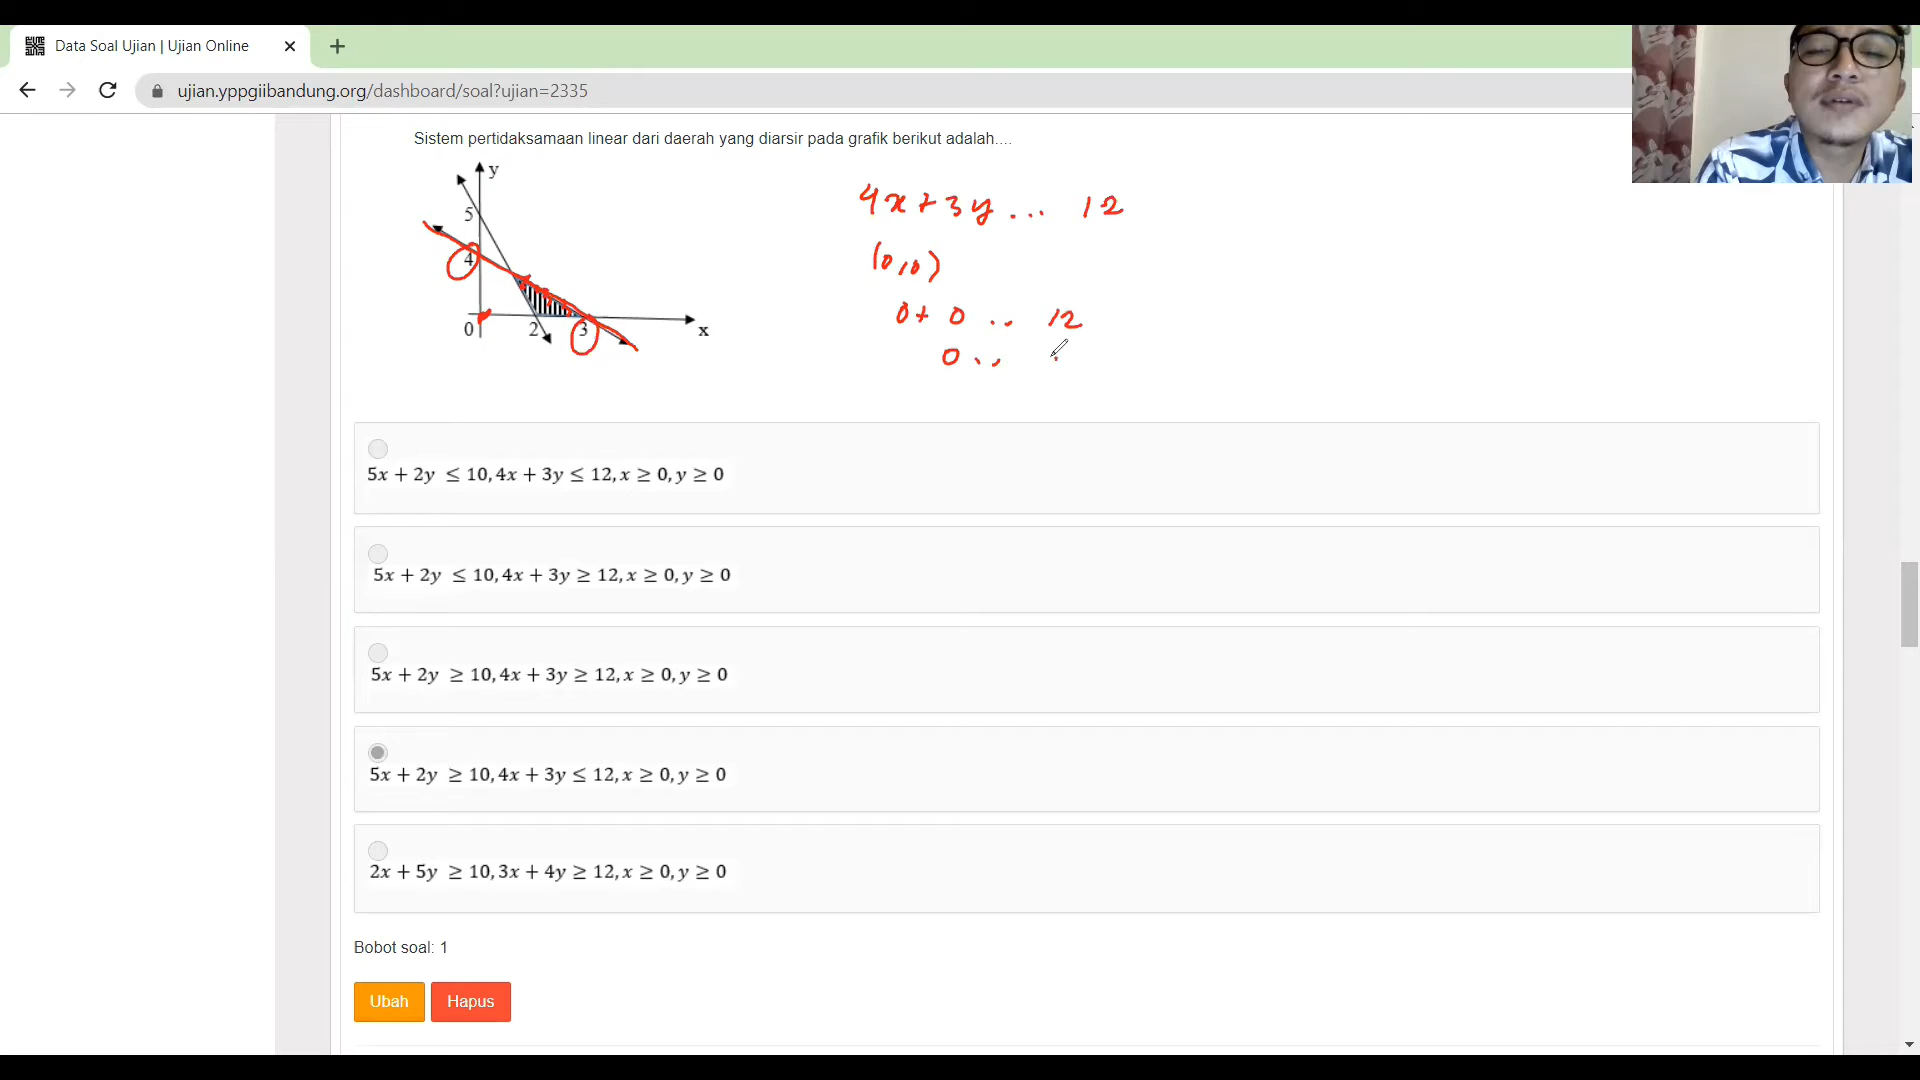 Data Soal Ujian | Ujian Online
ujian.yppgiibandung.org/dashboard/soal?ujian=2335
Sistem pertidaksamaan linear dari daerah yang diarsir pada grafik berikut adalah....
y
5
4
0
2
3
x
4x + 3y ... 12
(0,0)
0 + 0 ... 12
0 ...
5x + 2y ≤ 10, 4x + 3y ≤ 12, x ≥ 0, y ≥ 0
5x + 2y ≤ 10, 4x + 3y ≥ 12, x ≥ 0, y ≥ 0
5x + 2y ≥ 10, 4x + 3y ≥ 12, x ≥ 0, y ≥ 0
5x + 2y ≥ 10, 4x + 3y ≤ 12, x ≥ 0, y ≥ 0
2x + 5y ≥ 10, 3x + 4y ≥ 12, x ≥ 0, y ≥ 0
Bobot soal: 1
Ubah
Hapus